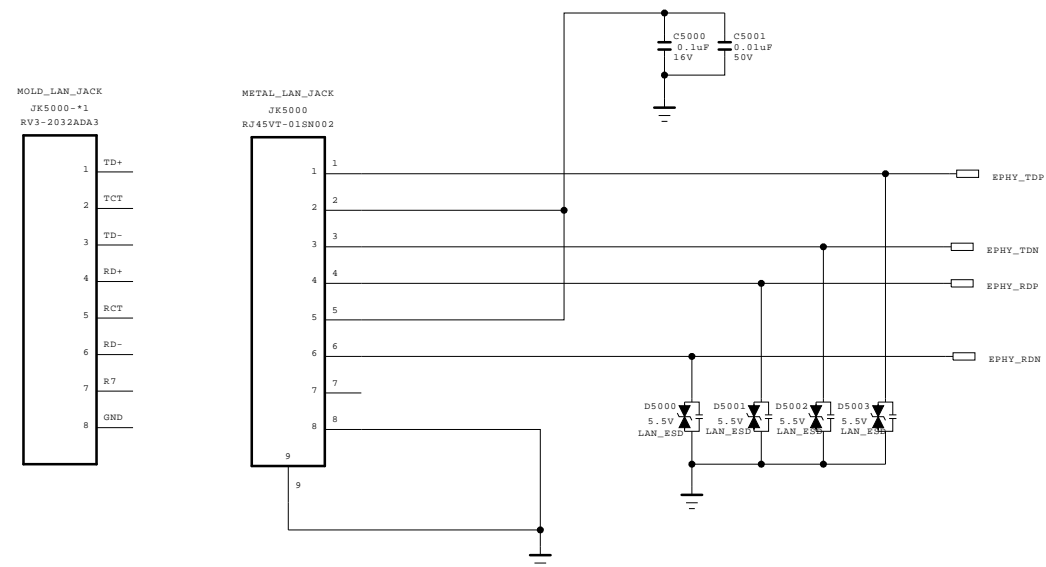 C5000
0.1uF
16V
C5001
0.01uF
50V
MOLD_LAN_JACK
JK5000-*1
RV3-2032ADA3
1 TD+
2 TCT
3 TD-
4 RD+
5 RCT
6 RD-
7 R7
8 GND
METAL_LAN_JACK
JK5000
RJ45VT-01SN002
1 1
2 2
3 3
4 4
5 5
6 6
7 7
8 8
9
9
EPHY_TDP
EPHY_TDN
EPHY_RDP
EPHY_RDN
D5000
5.5V
LAN_ESD
D5001
5.5V
LAN_ESD
D5002
5.5V
LAN_ESD
D5003
5.5V
LAN_ESD